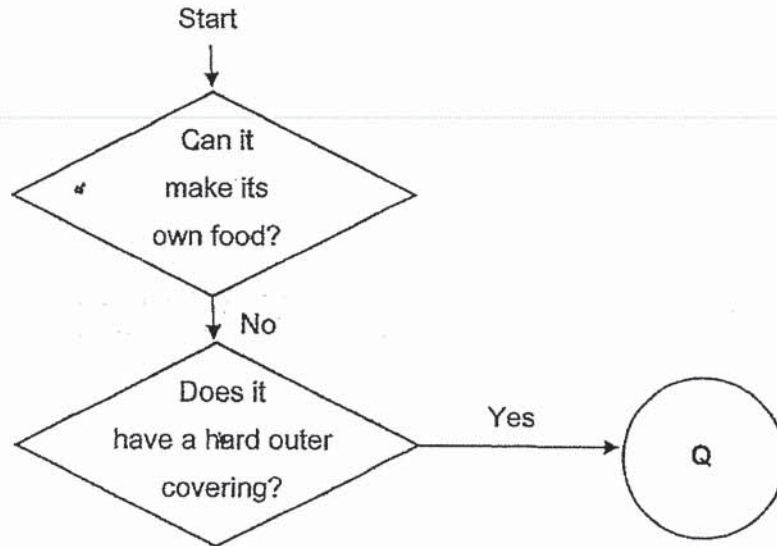 Start
Can it
make its
own food?
No
Does it
have a hard outer
covering?
Yes
Q